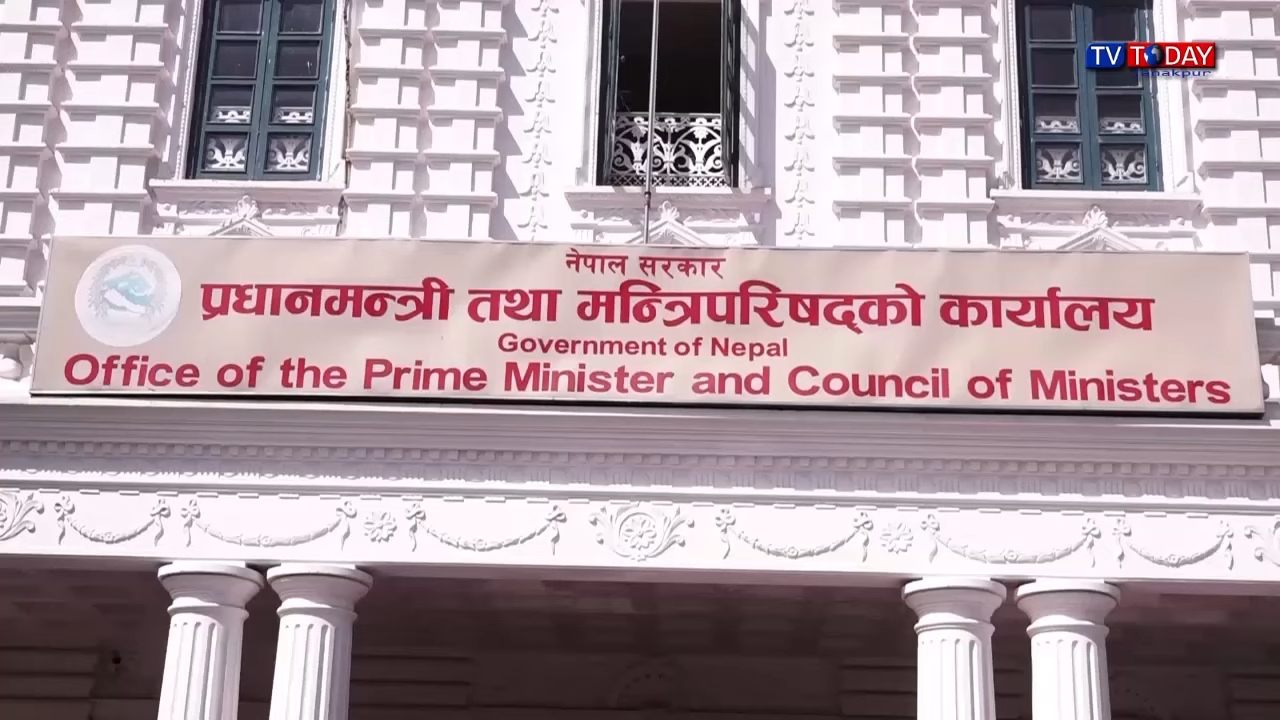 TV TODAY
Janakpur
नेपाल सरकार
प्रधानमन्त्री तथा मन्त्रिपरिषद्को कार्यालय
Government of Nepal
Office of the Prime Minister and Council of Ministers